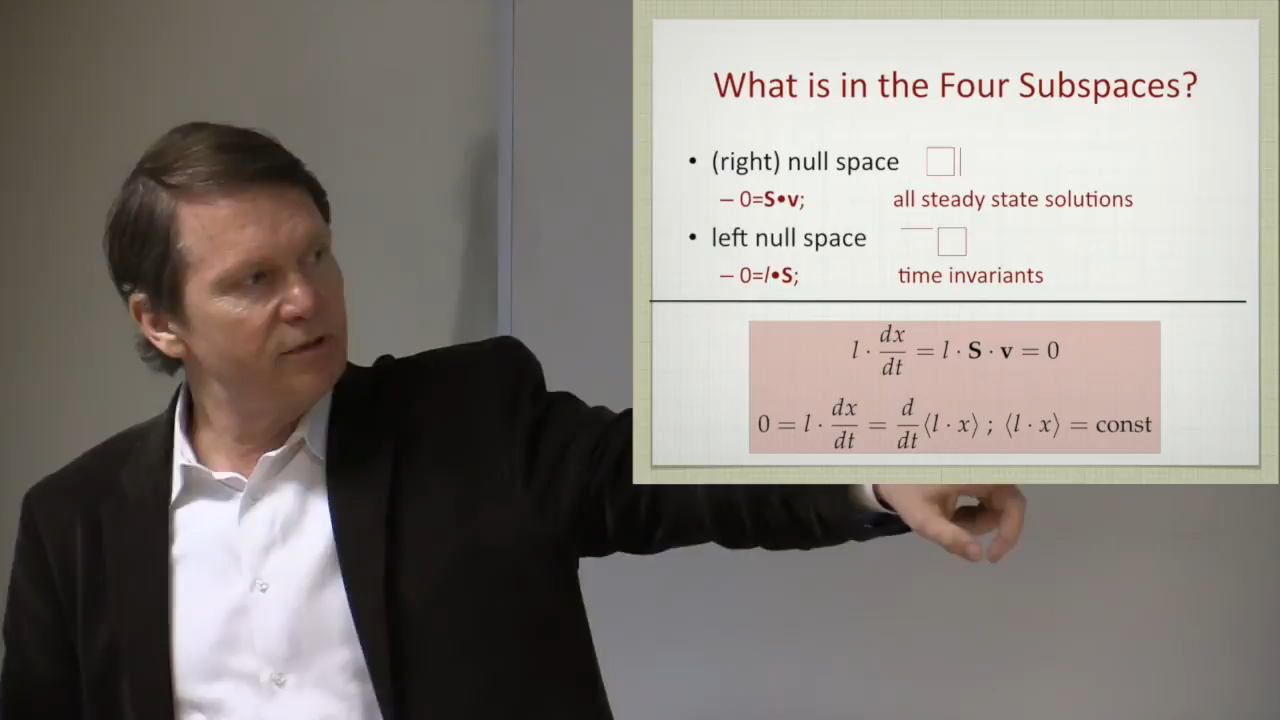 What is in the Four Subspaces?
• (right) null space
– 0=S•v; all steady state solutions
• left null space
– 0=l•S; time invariants
l · dx/dt = l · S · v = 0
0 = l · dx/dt = d/dt ⟨l · x⟩ ; ⟨l · x⟩ = const